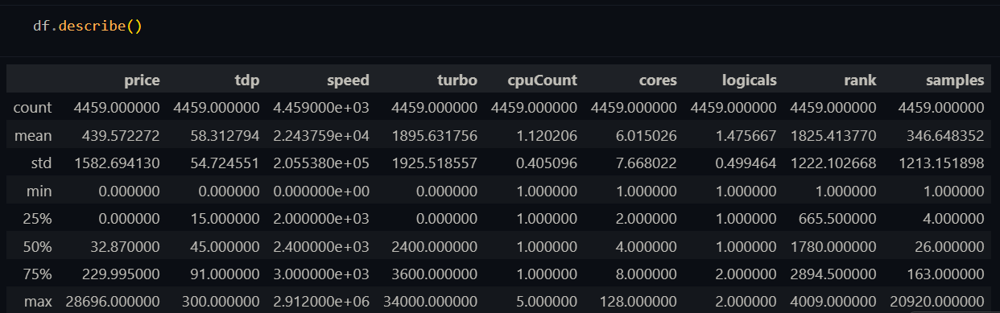 df.describe()
price tdp speed turbo cpuCount cores logicals rank samples
count 4459.000000 4459.000000 4.459000e+03 4459.000000 4459.000000 4459.000000 4459.000000 4459.000000 4459.000000
mean 439.572272 58.312794 2.243759e+04 1895.631756 1.120206 6.015026 1.475667 1825.413770 346.648352
std 1582.694130 54.724551 2.055380e+05 1925.518557 0.405096 7.668022 0.499464 1222.102668 1213.151898
min 0.000000 0.000000 0.000000e+00 0.000000 1.000000 1.000000 1.000000 1.000000 1.000000
25% 0.000000 15.000000 2.000000e+03 0.000000 1.000000 2.000000 1.000000 665.500000 4.000000
50% 32.870000 45.000000 2.400000e+03 2400.000000 1.000000 4.000000 1.000000 1780.000000 26.000000
75% 229.995000 91.000000 3.000000e+03 3600.000000 1.000000 8.000000 2.000000 2894.500000 163.000000
max 28696.000000 300.000000 2.912000e+06 34000.000000 5.000000 128.000000 2.000000 4009.000000 20920.000000